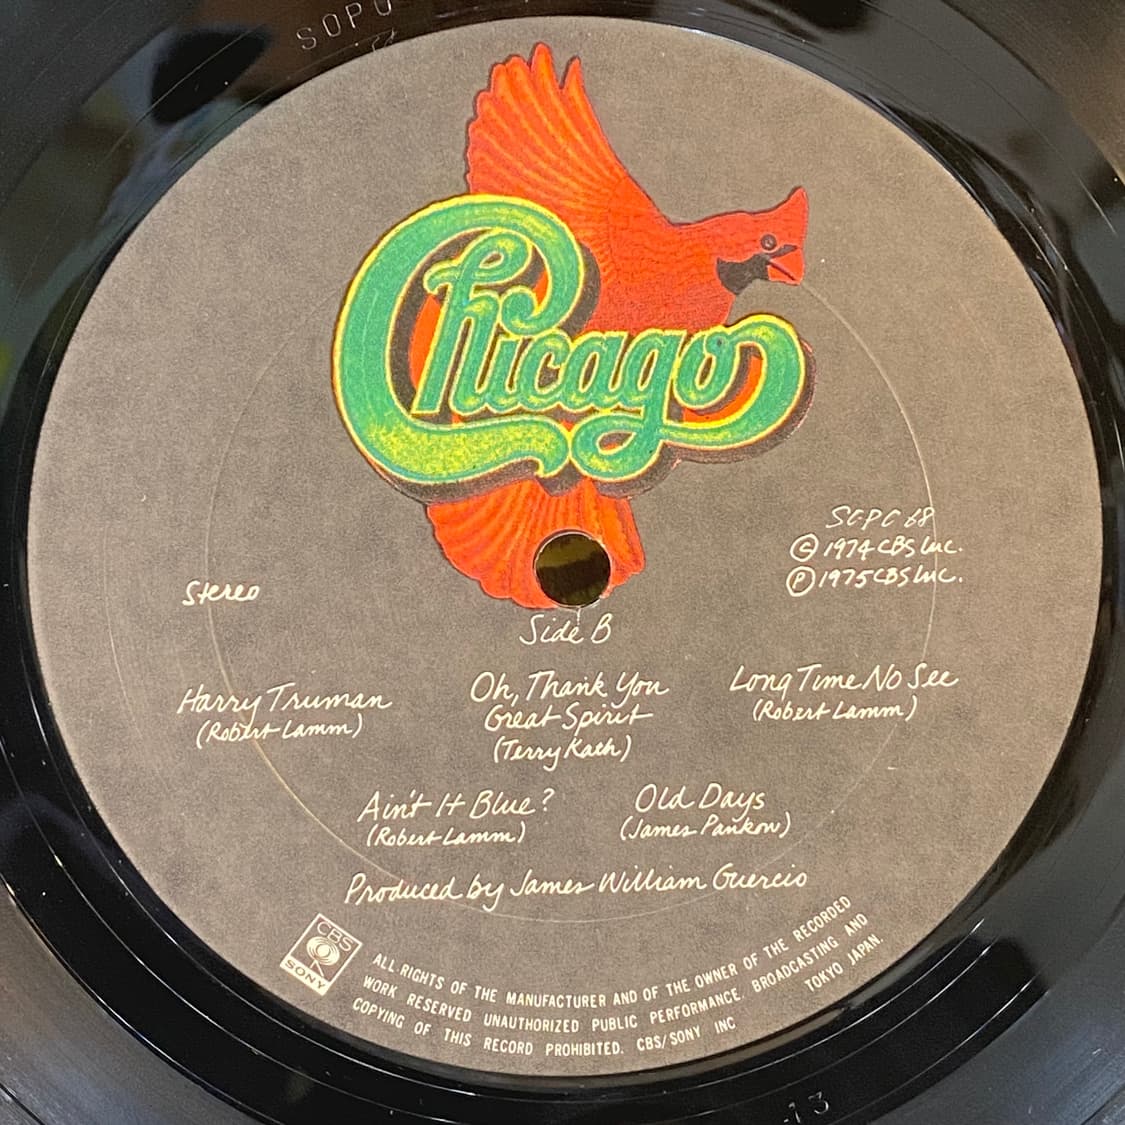 SOPO
Chicago
SOPC 68
© 1974 CBS Inc.
℗ 1975 CBS Inc.
Stereo
Side B
Harry Truman
(Robert Lamm)
Oh, Thank You
Great Spirit
(Terry Kath)
Long Time No See
(Robert Lamm)
Ain't It Blue?
(Robert Lamm)
Old Days
(James Pankow)
Produced by James William Guercio
CBS
SONY
ALL RIGHTS OF THE MANUFACTURER AND OF THE OWNER OF THE RECORDED
WORK RESERVED UNAUTHORIZED PUBLIC PERFORMANCE. BROADCASTING AND
COPYING OF THIS RECORD PROHIBITED. CBS/SONY INC TOKYO JAPAN.
13